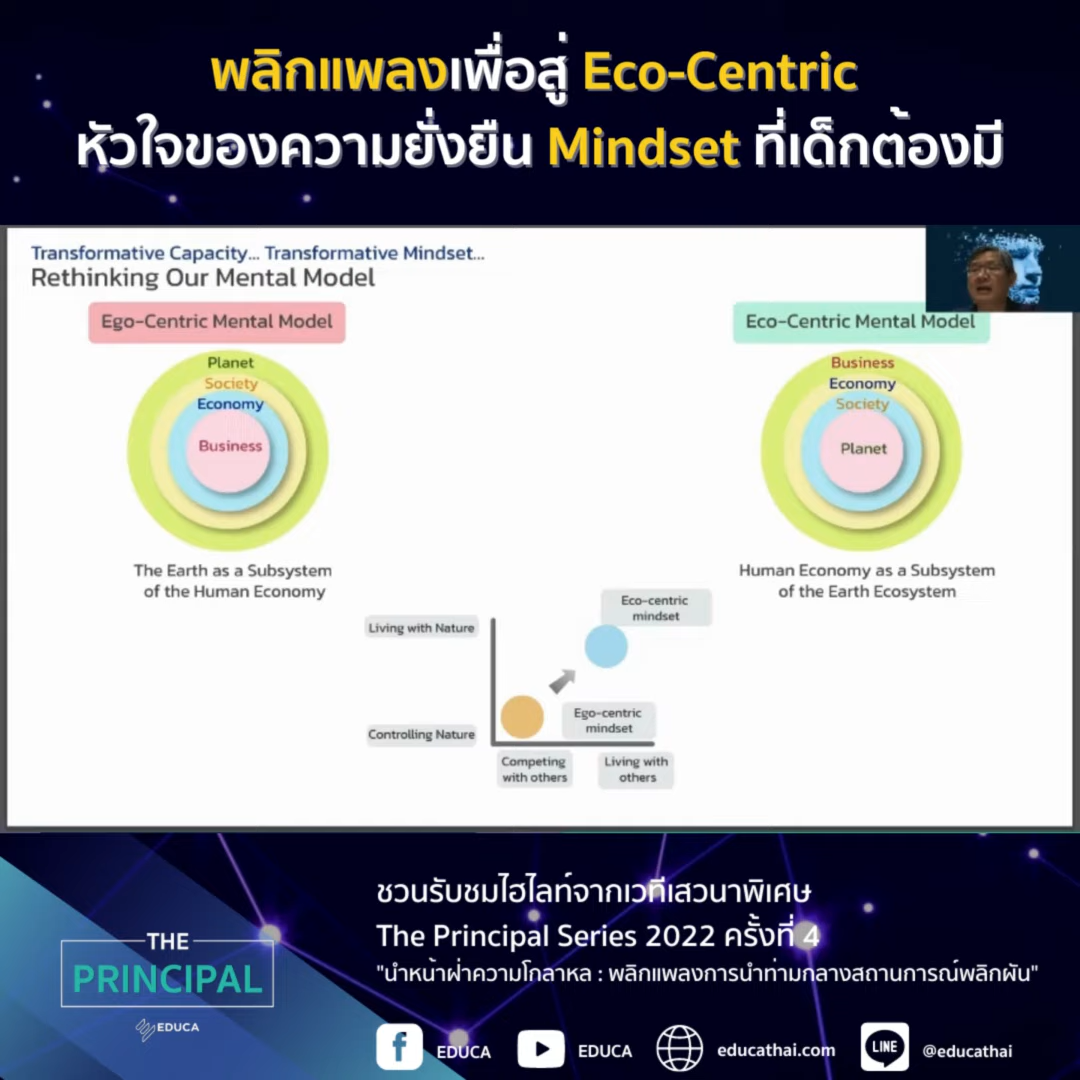 พลิกแพลงเพื่อสู่ Eco-Centric
หัวใจของความยั่งยืน Mindset ที่เด็กต้องมี
Transformative Capacity... Transformative Mindset...
Rethinking Our Mental Model
Ego-Centric Mental Model
Planet
Society
Economy
Business
The Earth as a Subsystem
of the Human Economy
Eco-Centric Mental Model
Business
Economy
Society
Planet
Human Economy as a Subsystem
of the Earth Ecosystem
Living with Nature
Controlling Nature
Eco-centric
mindset
Ego-centric
mindset
Competing
with others
Living with
others
THE
PRINCIPAL
EDUCA
ชวนรับชมไฮไลท์จากเวทีเสวนาพิเศษ
The Principal Series 2022 ครั้งที่ 4
"นำหน้าฝ่าความโกลาหล : พลิกแพลงการนำท่ามกลางสถานการณ์พลิกผัน"
f EDUCA
EDUCA
educathai.com
LINE @educathai